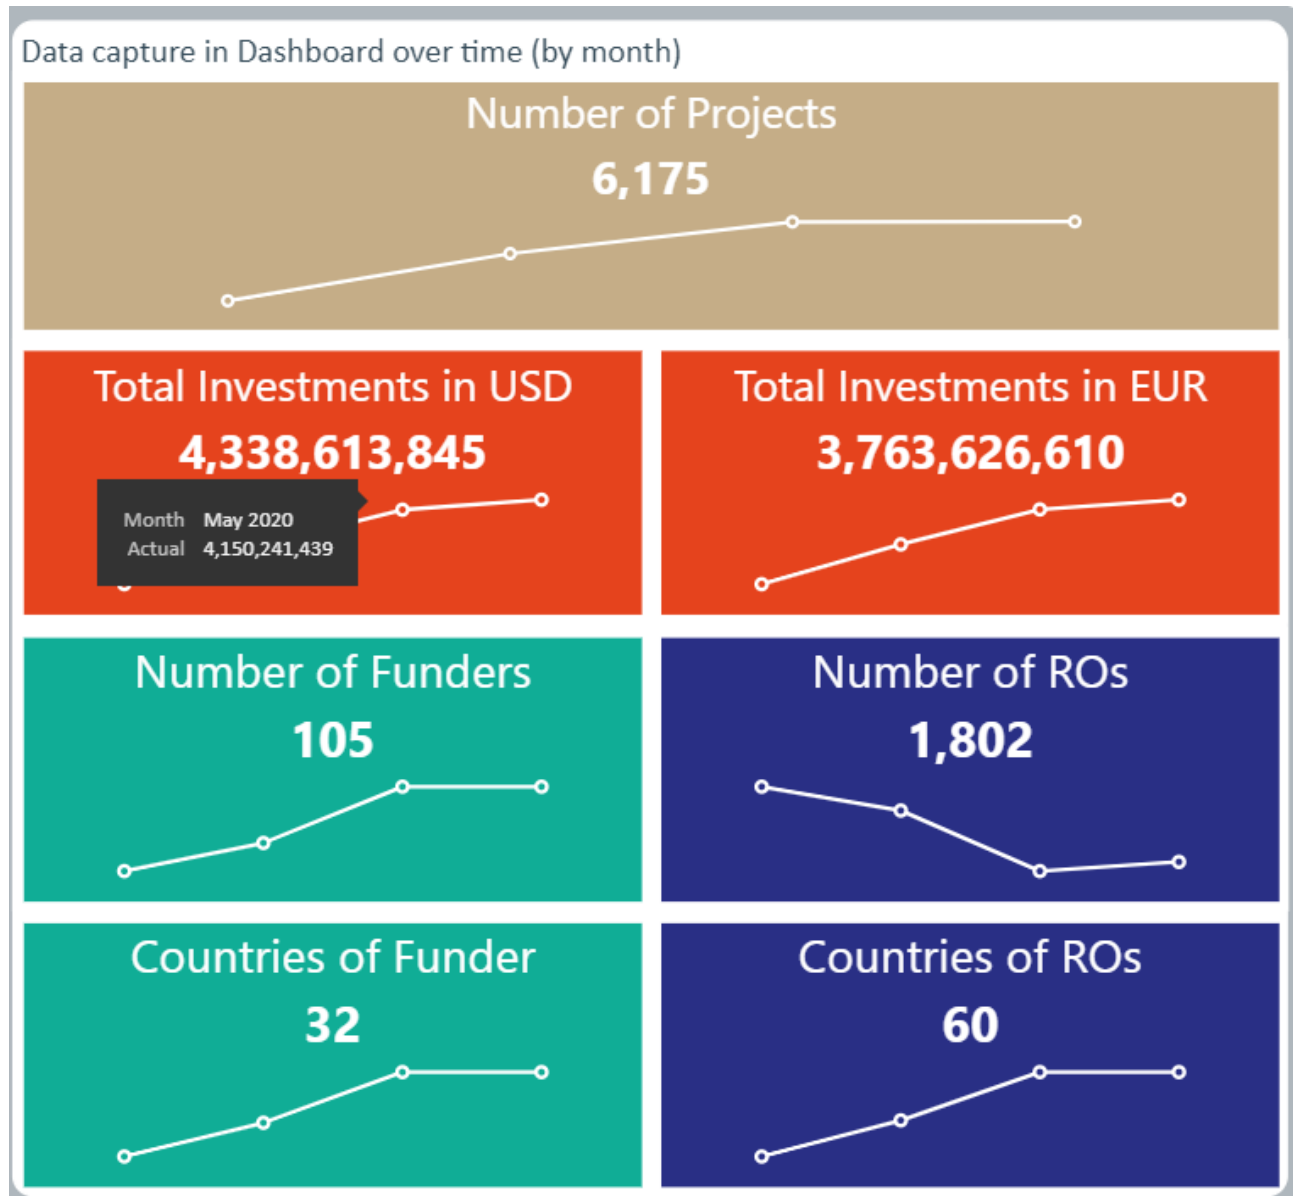 Data capture in Dashboard over time (by month)
Number of Projects
6,175
Total Investments in USD
4,338,613,845
Month May 2020
Actual 4,150,241,439
Total Investments in EUR
3,763,626,610
Number of Funders
105
Number of ROs
1,802
Countries of Funder
32
Countries of ROs
60